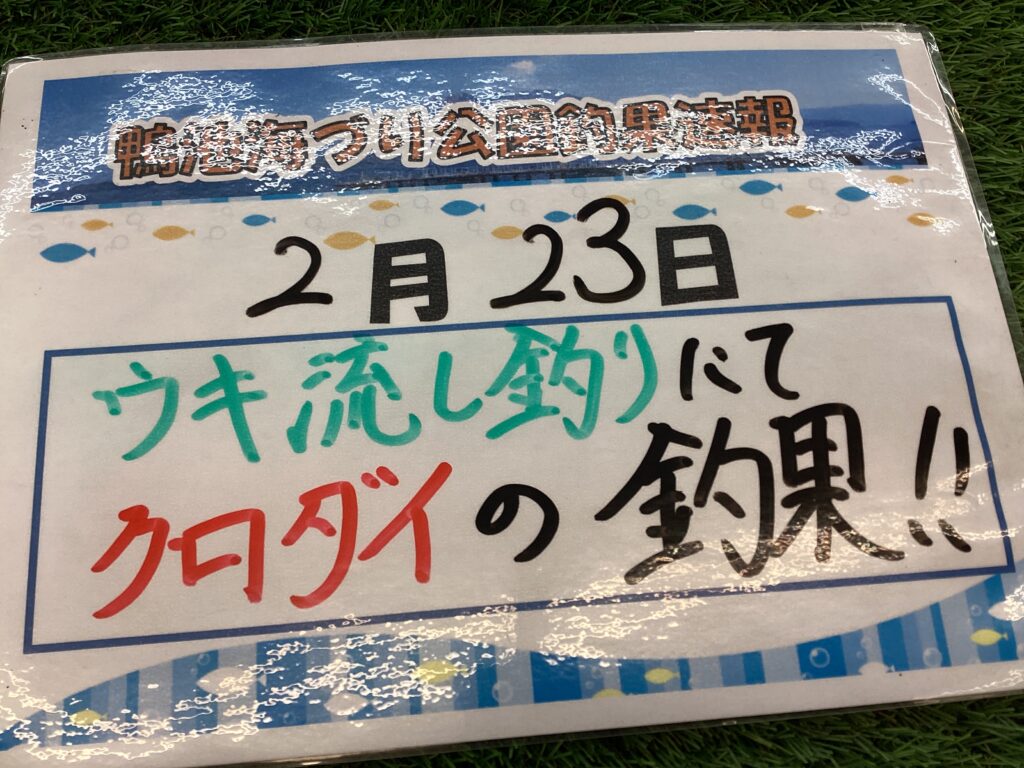 鴨池海づり公園釣果速報
2月23日
ウキ流し釣りにて
クロダイの釣果!!